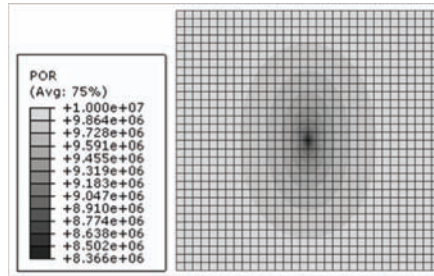 POR
(Avg: 75%)
+1.000e+07
+9.864e+06
+9.728e+06
+9.591e+06
+9.455e+06
+9.319e+06
+9.183e+06
+9.047e+06
+8.910e+06
+8.774e+06
+8.638e+06
+8.502e+06
+8.366e+06